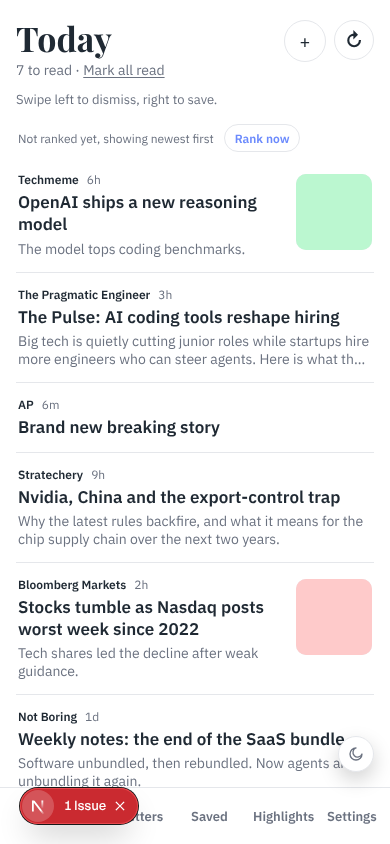 Today
+
7 to read · Mark all read
Swipe left to dismiss, right to save.
Not ranked yet, showing newest first Rank now
Techmeme 6h
OpenAI ships a new reasoning
model
The model tops coding benchmarks.
The Pragmatic Engineer 3h
The Pulse: AI coding tools reshape hiring
Big tech is quietly cutting junior roles while startups hire
more engineers who can steer agents. Here is what th...
AP 6m
Brand new breaking story
Stratechery 9h
Nvidia, China and the export-control trap
Why the latest rules backfire, and what it means for the
chip supply chain over the next two years.
Bloomberg Markets 2h
Stocks tumble as Nasdaq posts
worst week since 2022
Tech shares led the decline after weak
guidance.
Not Boring 1d
Weekly notes: the end of the SaaS bundle
Software unbundled, then rebundled. Now agents
unbundling it again.
N 1 Issue ×
tters Saved Highlights Settings